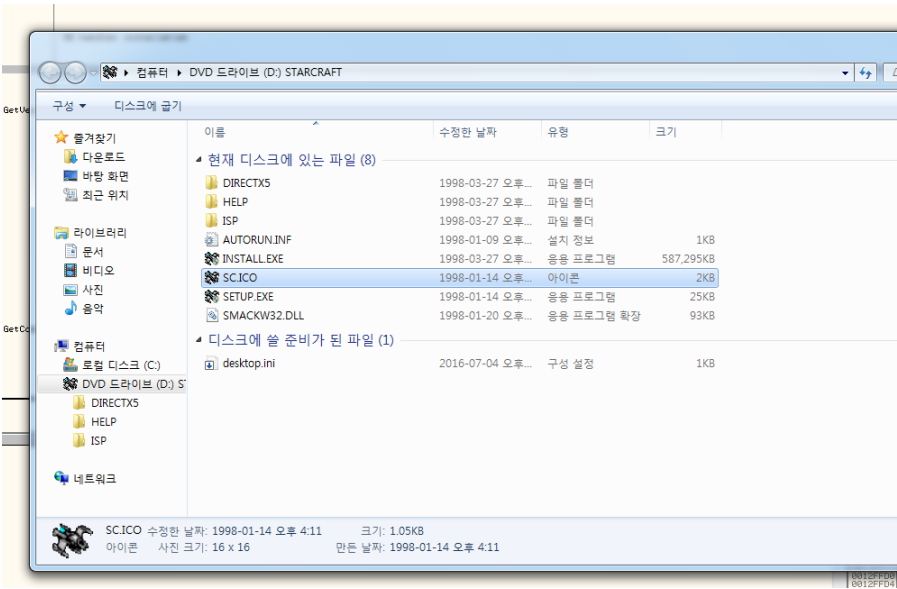 컴퓨터 ▸ DVD 드라이브 (D:) STARCRAFT
구성 디스크에 굽기
GetVe
즐겨찾기
다운로드
바탕 화면
최근 위치
라이브러리
문서
비디오
사진
음악
GetCo
컴퓨터
로컬 디스크 (C:)
DVD 드라이브 (D:) S
DIRECTX5
HELP
ISP
네트워크
이름 수정한 날짜 유형 크기
현재 디스크에 있는 파일 (8)
DIRECTX5 1998-03-27 오후... 파일 폴더
HELP 1998-03-27 오후... 파일 폴더
ISP 1998-03-27 오후... 파일 폴더
AUTORUN.INF 1998-01-09 오후... 설치 정보 1KB
INSTALL.EXE 1998-03-27 오후... 응용 프로그램 587,295KB
SC.ICO 1998-01-14 오후... 아이콘 2KB
SETUP.EXE 1998-01-14 오후... 응용 프로그램 25KB
SMACKW32.DLL 1998-01-20 오후... 응용 프로그램 확장 93KB
디스크에 쓸 준비가 된 파일 (1)
desktop.ini 2016-07-04 오후... 구성 설정 1KB
SC.ICO 수정한 날짜: 1998-01-14 오후 4:11 크기: 1.05KB
아이콘 사진 크기: 16 x 16 만든 날짜: 1998-01-14 오후 4:11
0012FFD0
0012FFD4